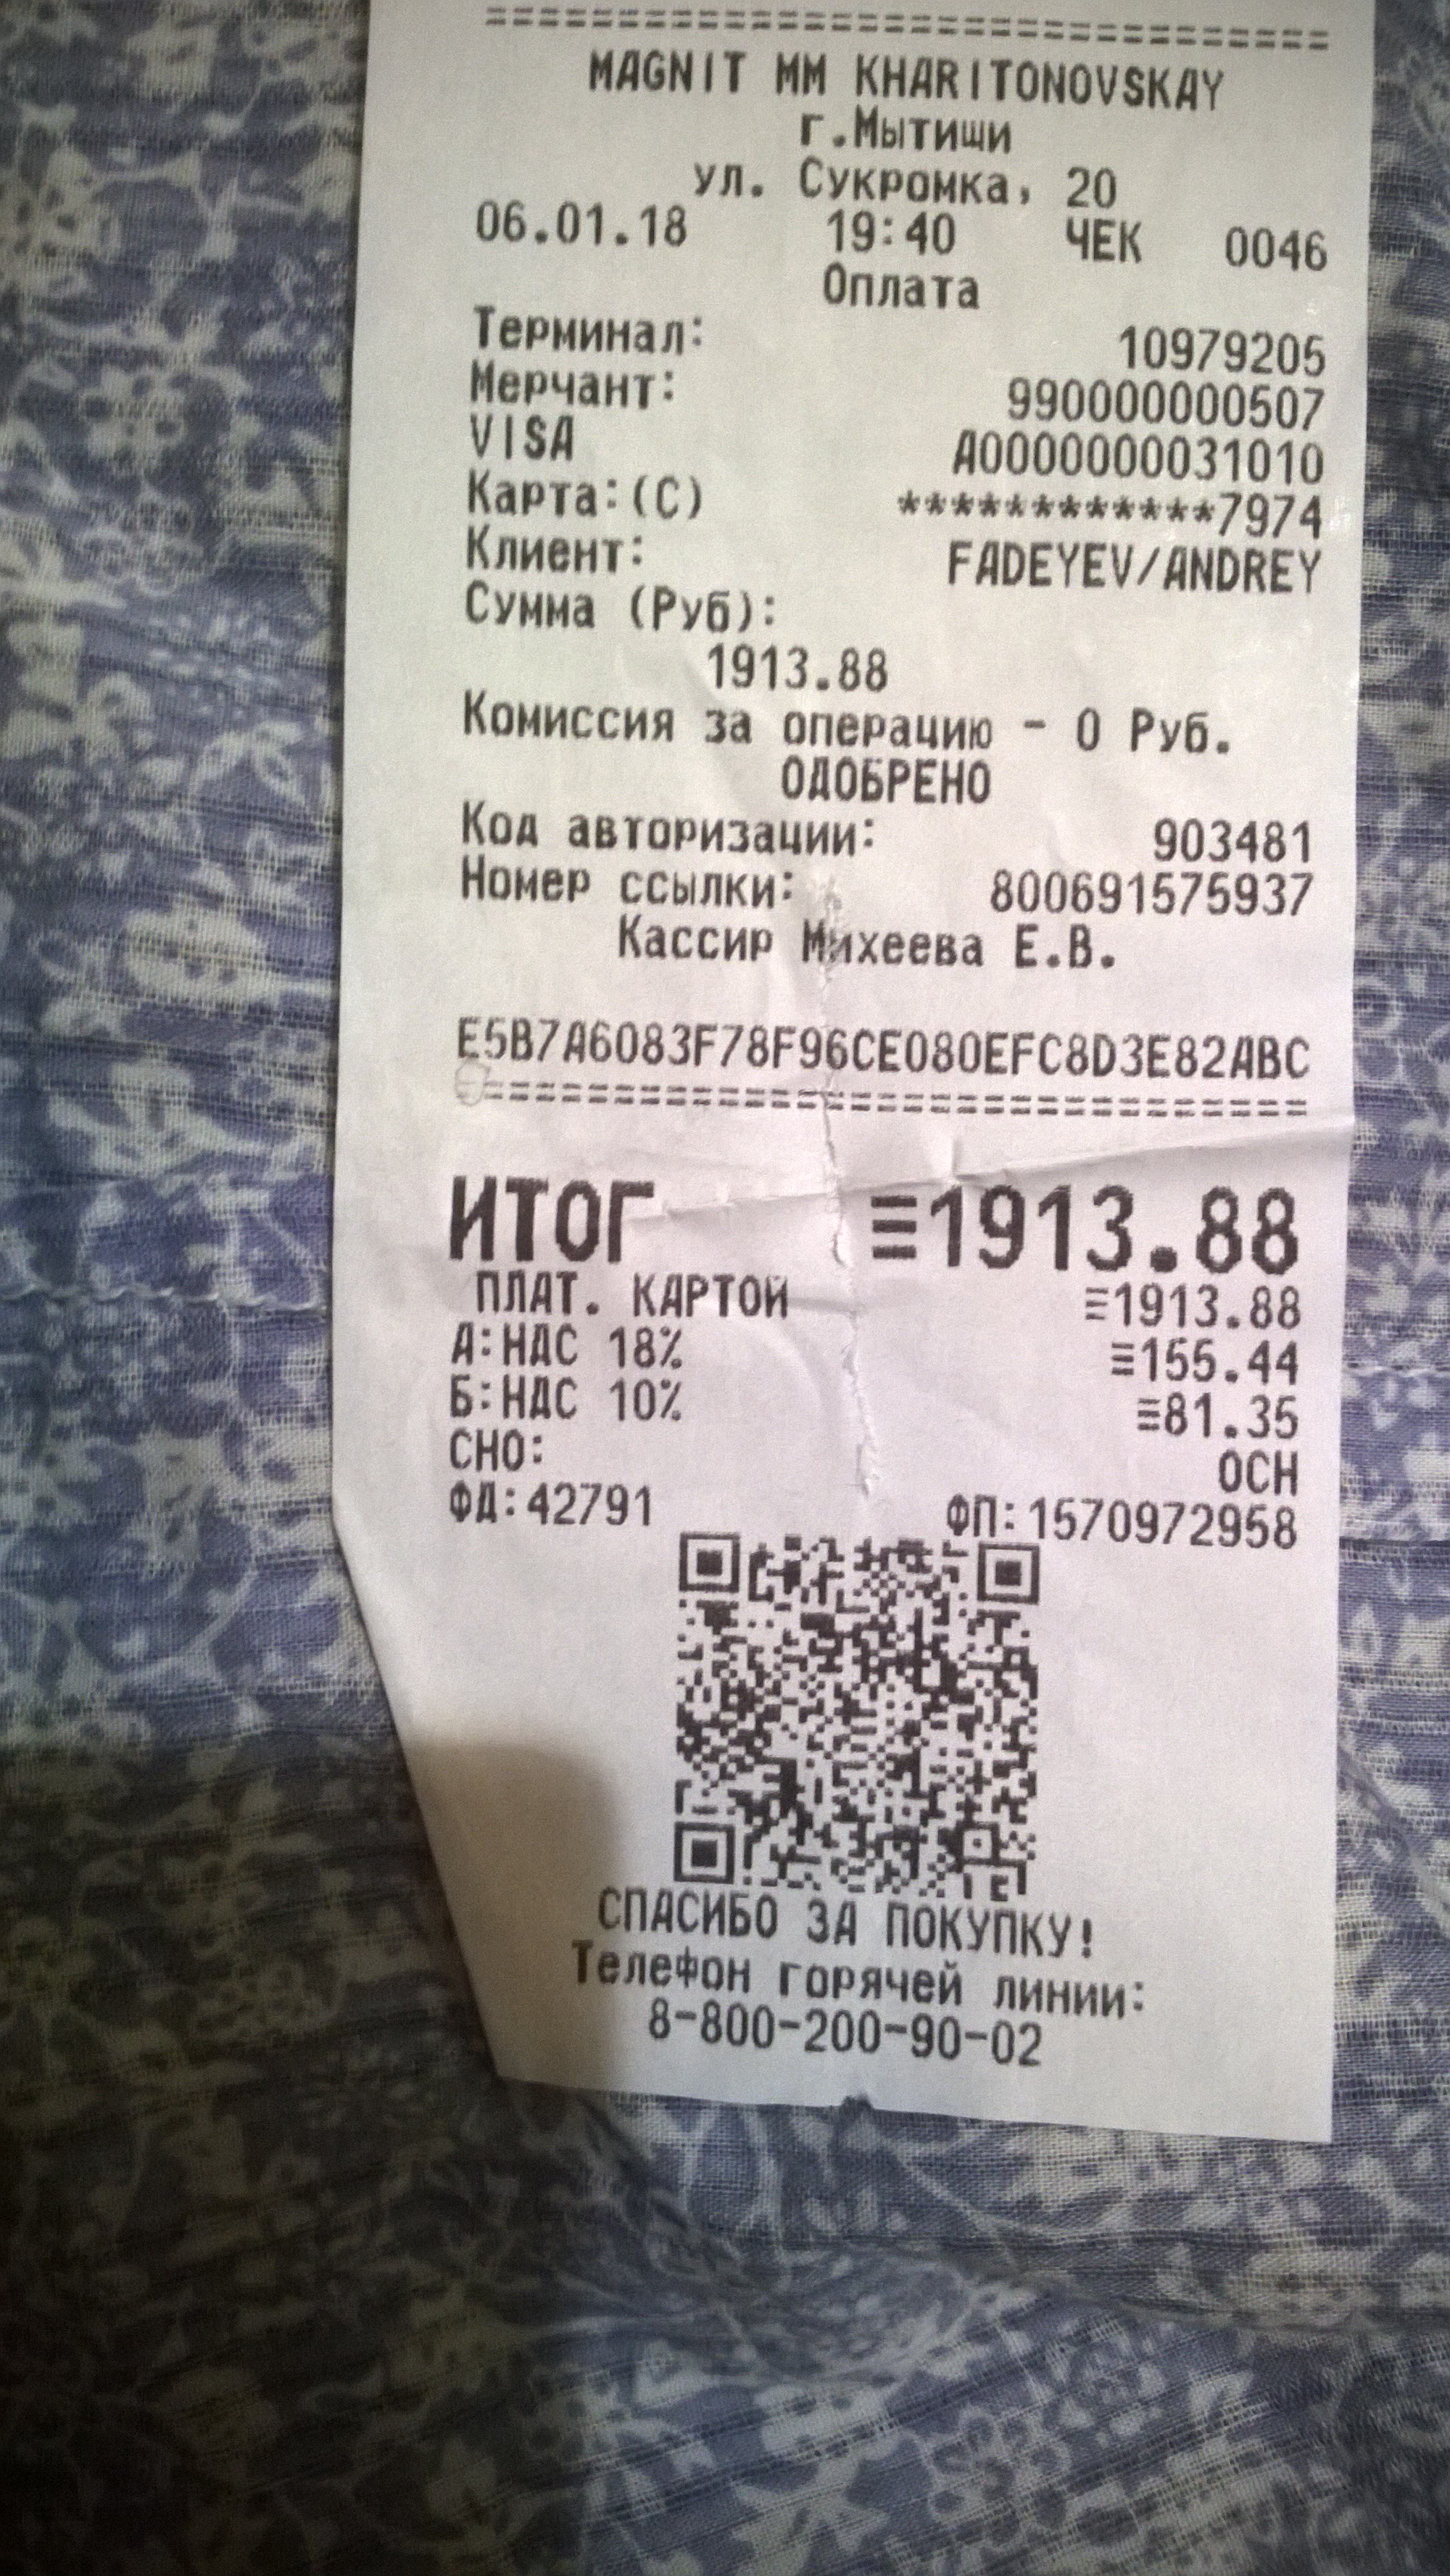 ================================
MAGNIT MM KHARITONOVSKAY
г.Мытищи
ул. Сукромка, 20
06.01.18 19:40 ЧЕК 0046
Оплата
Терминал: 10979205
Мерчант: 990000000507
VISA A0000000031010
Карта:(C) ************7974
Клиент: FADEYEV/ANDREY
Сумма (Руб):
1913.88
Комиссия за операцию - 0 Руб.
ОДОБРЕНО
Код авторизации: 903481
Номер ссылки: 800691575937
Кассир Михеева Е.В.
E5B7A6083F78F96CE080EFC8D3E82ABC
================================
ИТОГ ≡1913.88
ПЛАТ. КАРТОЙ ≡1913.88
А:НДС 18% ≡155.44
Б:НДС 10% ≡81.35
СНО: ОСН
ФД:42791 ФП:1570972958
СПАСИБО ЗА ПОКУПКУ!
Телефон горячей линии:
8-800-200-90-02